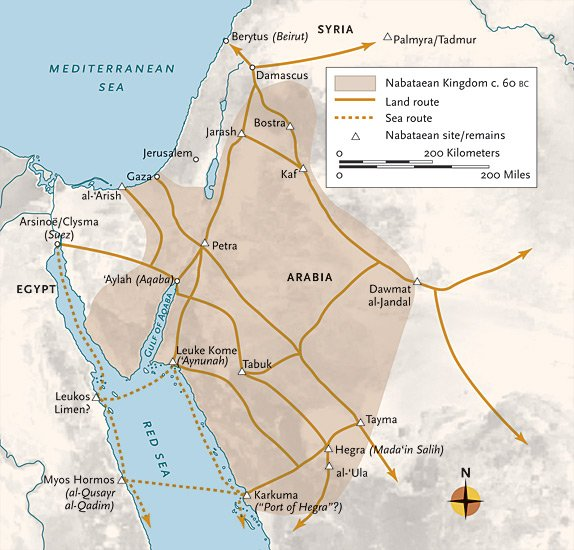 SYRIA
Berytus (Beirut)
Palmyra/Tadmur
MEDITERRANEAN
SEA
Damascus
Nabataean Kingdom c. 60 BC
Land route
Sea route
Nabataean site/remains
0 200 Kilometers
0 200 Miles
Bostra
Jarash
Jerusalem
Kaf
Gaza
al-'Arish
Arsinoë/Clysma
(Suez)
Petra
'Aylah (Aqaba)
ARABIA
EGYPT
Dawmat
al-Jandal
GULF OF AQABA
Leuke Kome
('Aynunah)
Tabuk
Leukos
Limen?
RED SEA
Tayma
Hegra (Mada'in Salih)
al-'Ula
Myos Hormos
(al-Qusayr
al-Qadim)
Karkuma
("Port of Hegra"?)
N